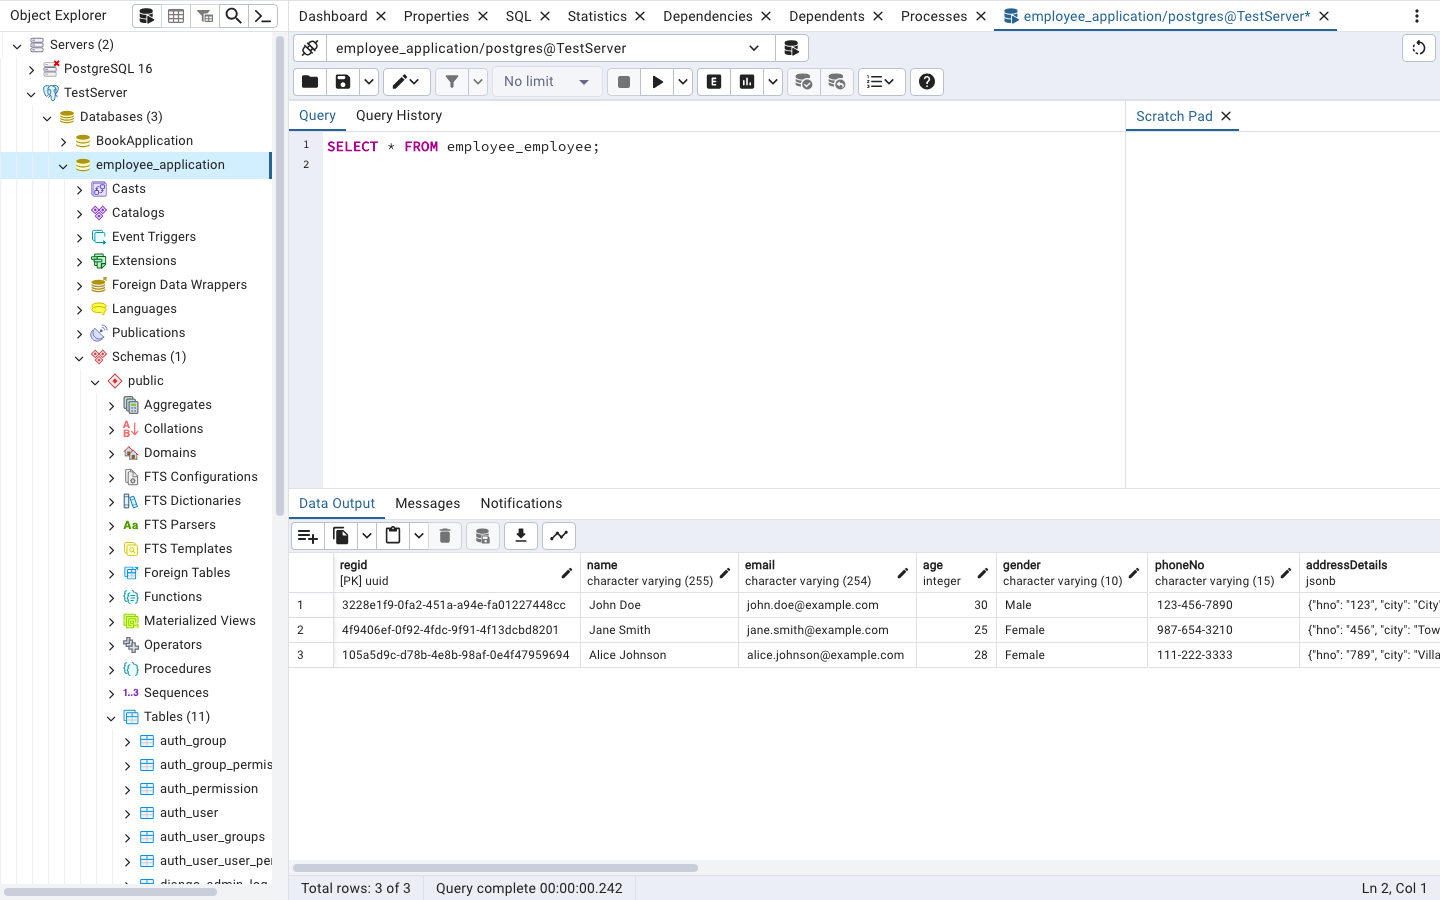 Object Explorer
Dashboard
Properties
SQL
Statistics
Dependencies
Dependents
Processes
employee_application/postgres@TestServer*
Servers (2)
PostgreSQL 16
TestServer
Databases (3)
BookApplication
employee_application
Casts
Catalogs
Event Triggers
Extensions
Foreign Data Wrappers
Languages
Publications
Schemas (1)
public
Aggregates
Collations
Domains
FTS Configurations
FTS Dictionaries
Aa FTS Parsers
FTS Templates
Foreign Tables
Functions
Materialized Views
Operators
Procedures
1..3 Sequences
Tables (11)
auth_group
auth_group_permis
auth_permission
auth_user
auth_user_groups
auth_user_user_per
django_admin_log
employee_application/postgres@TestServer
No limit
E
Query
Query History
Scratch Pad
1 SELECT * FROM employee_employee;
2
Data Output
Messages
Notifications
regid
[PK] uuid
name
character varying (255)
email
character varying (254)
age
integer
gender
character varying (10)
phoneNo
character varying (15)
addressDetails
jsonb
1 3228e1f9-0fa2-451a-a94e-fa01227448cc John Doe john.doe@example.com 30 Male 123-456-7890 {"hno": "123", "city": "City"
2 4f9406ef-0f92-4fdc-9f91-4f13dcbd8201 Jane Smith jane.smith@example.com 25 Female 987-654-3210 {"hno": "456", "city": "Tow
3 105a5d9c-d78b-4e8b-98af-0e4f47959694 Alice Johnson alice.johnson@example.com 28 Female 111-222-3333 {"hno": "789", "city": "Villa
Total rows: 3 of 3
Query complete 00:00:00.242
Ln 2, Col 1